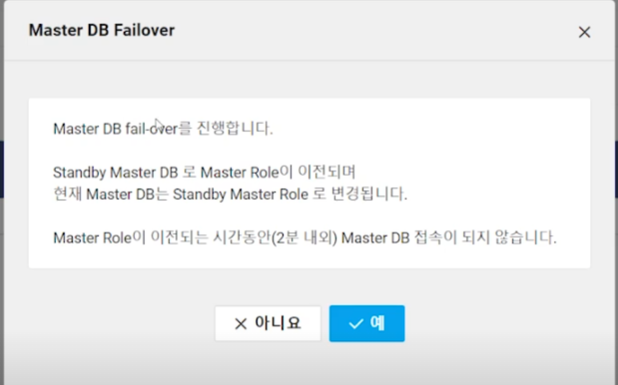 Master DB Failover
Master DB fail-over를 진행합니다.
Standby Master DB 로 Master Role이 이전되며
현재 Master DB는 Standby Master Role 로 변경됩니다.
Master Role이 이전되는 시간동안(2분 내외) Master DB 접속이 되지 않습니다.
아니요
예